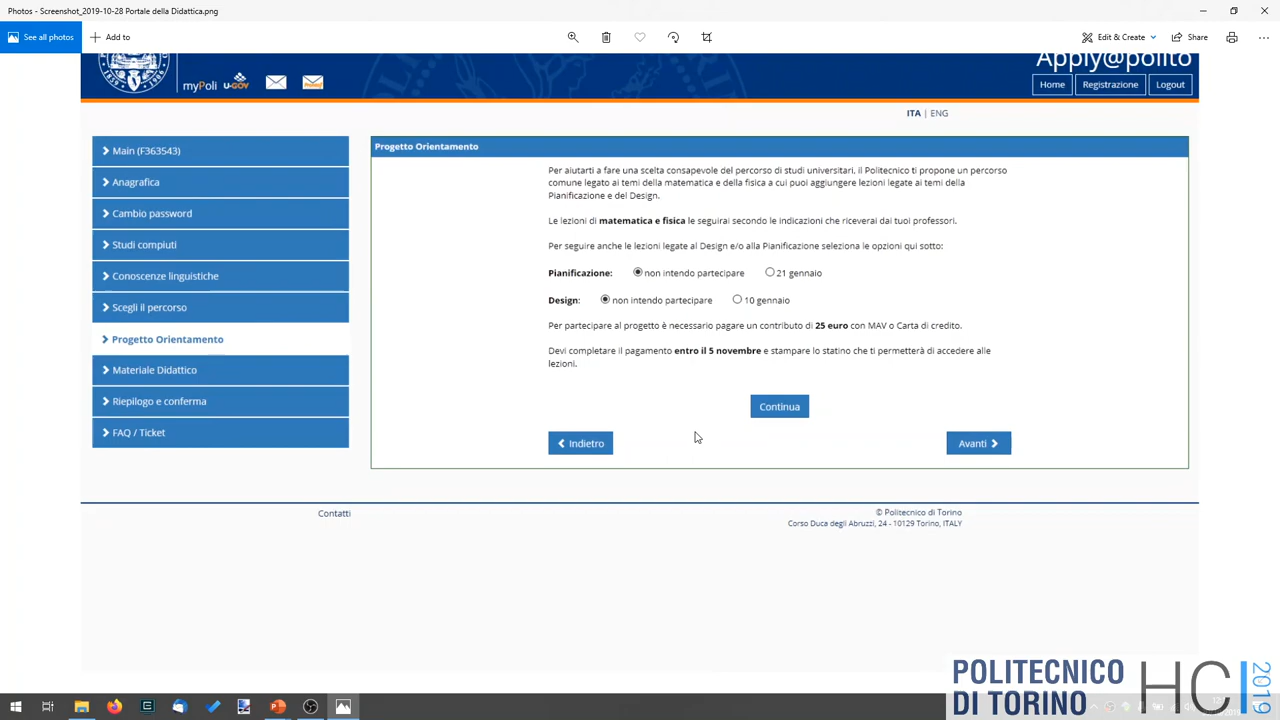 Photos - Screenshot_2019-10-28 Portale della Didattica.png
See all photos
Add to
Edit & Create
Share
myPoli
U-GOV
Apply@polito
Home
Registrazione
Logout
ITA | ENG
Main (F363543)
Anagrafica
Cambio password
Studi compiuti
Conoscenze linguistiche
Scegli il percorso
Progetto Orientamento
Materiale Didattico
Riepilogo e conferma
FAQ / Ticket
Progetto Orientamento
Per aiutarti a fare una scelta consapevole del percorso di studi universitari, il Politecnico ti propone un percorso
comune legato ai temi della matematica e della fisica a cui puoi aggiungere lezioni legate ai temi della
Pianificazione e del Design.
Le lezioni di matematica e fisica le seguirai secondo le indicazioni che riceverai dai tuoi professori.
Per seguire anche le lezioni legate al Design e/o alla Pianificazione seleziona le opzioni qui sotto:
Pianificazione: non intendo partecipare 21 gennaio
Design: non intendo partecipare 10 gennaio
Per partecipare al progetto è necessario pagare un contributo di 25 euro con MAV o Carta di credito.
Devi completare il pagamento entro il 5 novembre e stampare lo statino che ti permetterà di accedere alle
lezioni.
Continua
Indietro
Avanti
Contatti
© Politecnico di Torino
Corso Duca degli Abruzzi, 24 - 10129 Torino, ITALY
POLITECNICO
DI TORINO
HCI
2019